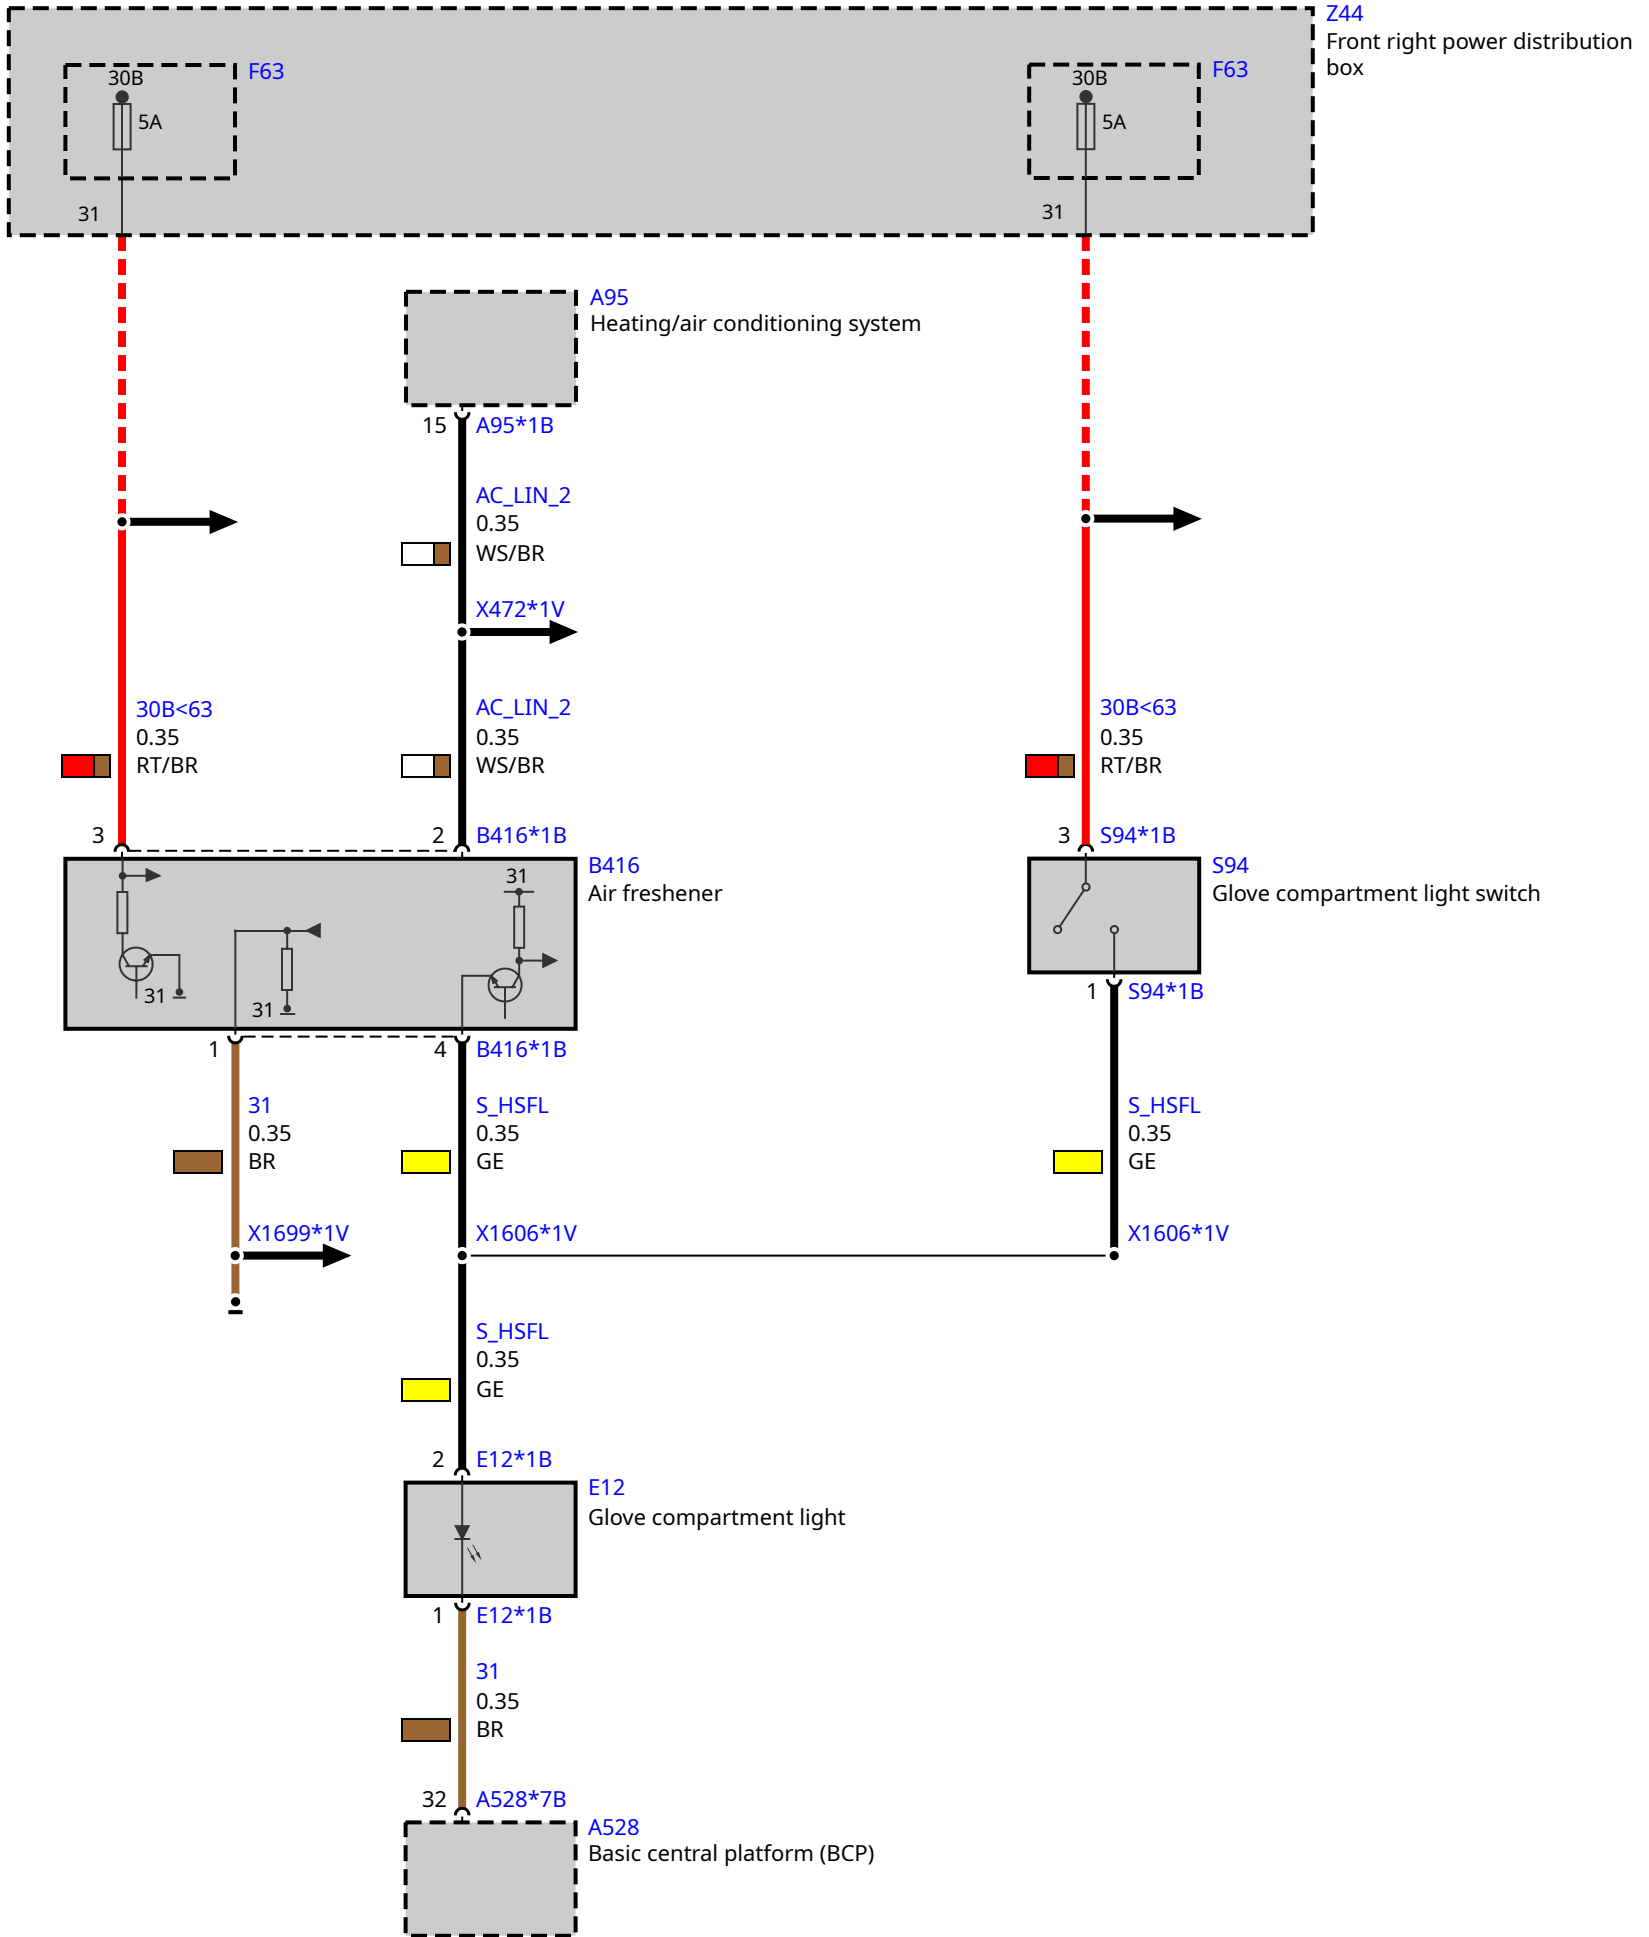 Z44
Front right power distribution
box
30B
F63
5A
31
30B
F63
5A
31
A95
Heating/air conditioning system
15
A95*1B
AC_LIN_2
0.35
WS/BR
X472*1V
30B<63
0.35
RT/BR
AC_LIN_2
0.35
WS/BR
30B<63
0.35
RT/BR
3
2
B416*1B
3
S94*1B
B416
Air freshener
31
31
31
S94
Glove compartment light switch
1
S94*1B
1
4
B416*1B
31
0.35
BR
S_HSFL
0.35
GE
S_HSFL
0.35
GE
X1699*1V
X1606*1V
X1606*1V
S_HSFL
0.35
GE
2
E12*1B
E12
Glove compartment light
1
E12*1B
31
0.35
BR
32
A528*7B
A528
Basic central platform (BCP)